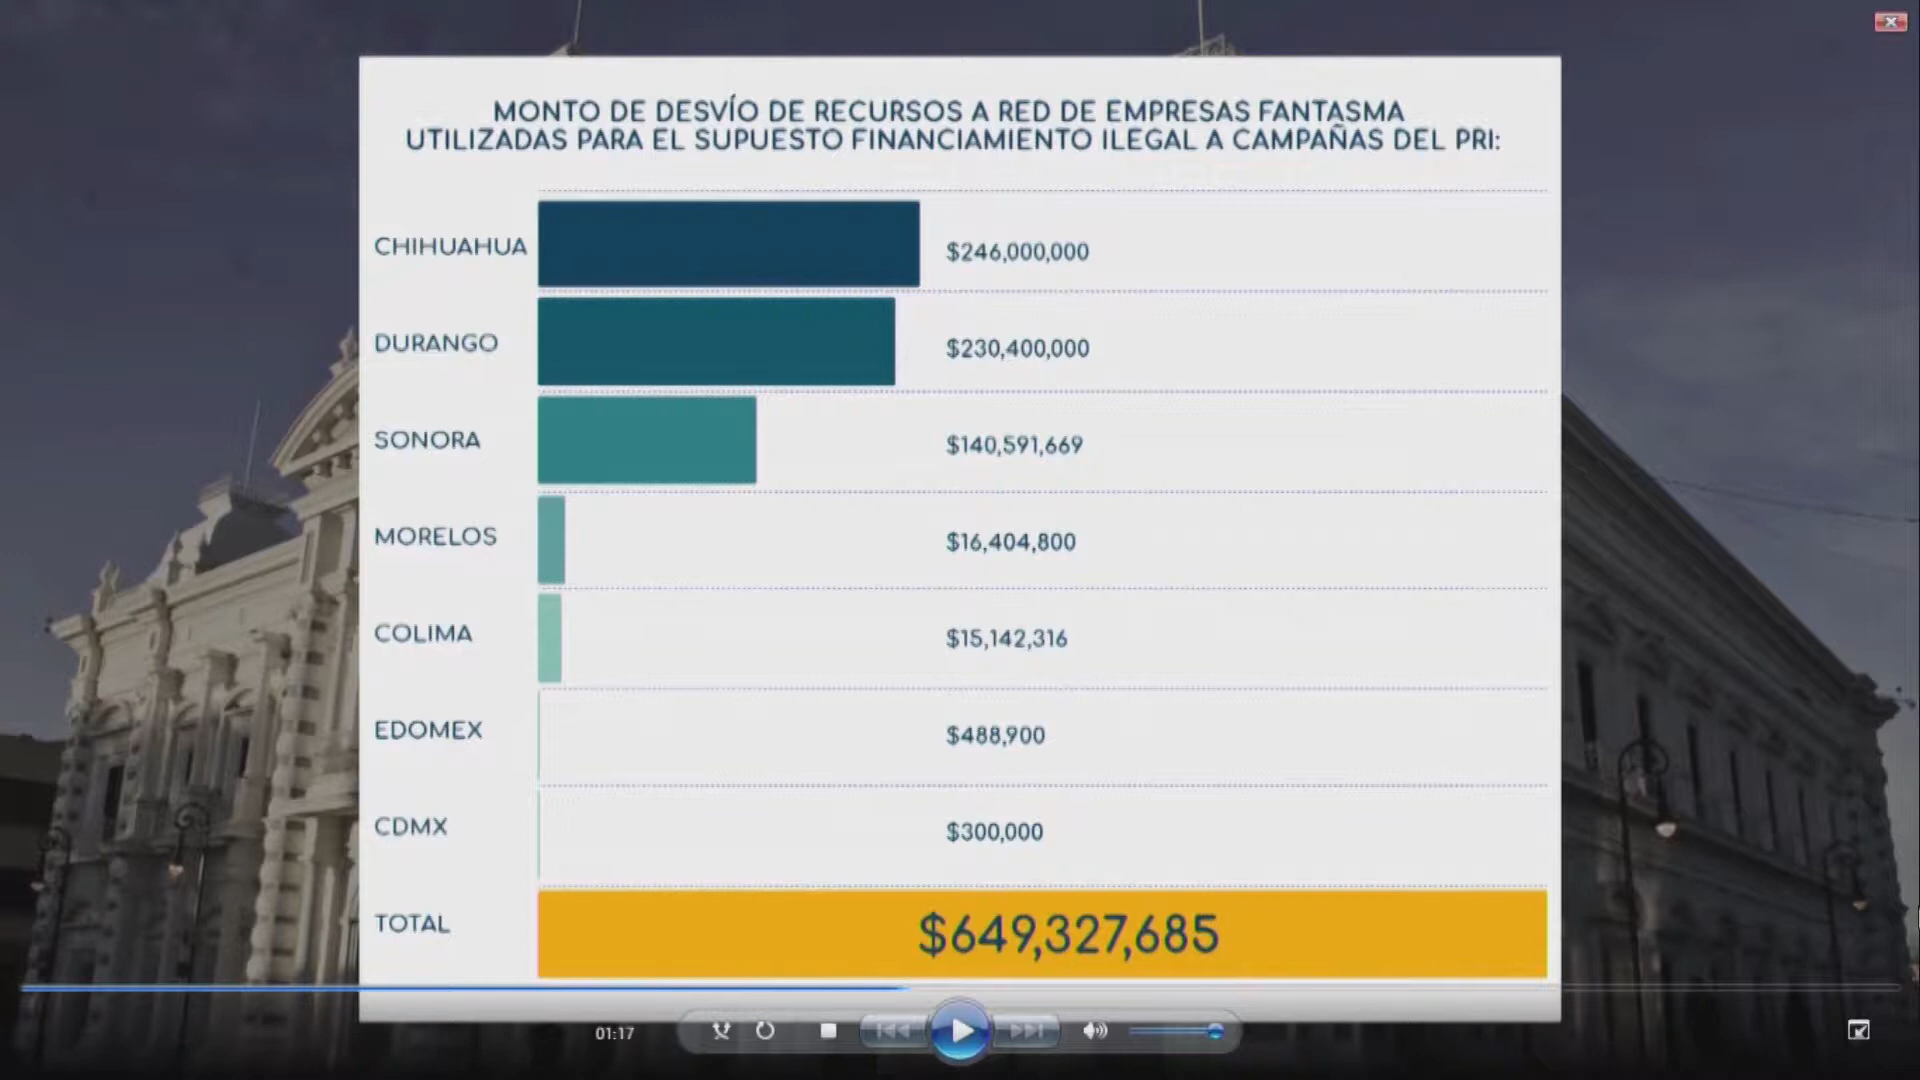 MONTO DE DESVÍO DE RECURSOS A RED DE EMPRESAS FANTASMA
UTILIZADAS PARA EL SUPUESTO FINANCIAMIENTO ILEGAL A CAMPAÑAS DEL PRI:
CHIHUAHUA $246,000,000
DURANGO $230,400,000
SONORA $140,591,669
MORELOS $16,404,800
COLIMA $15,142,316
EDOMEX $488,900
CDMX $300,000
TOTAL $649,327,685
01:17